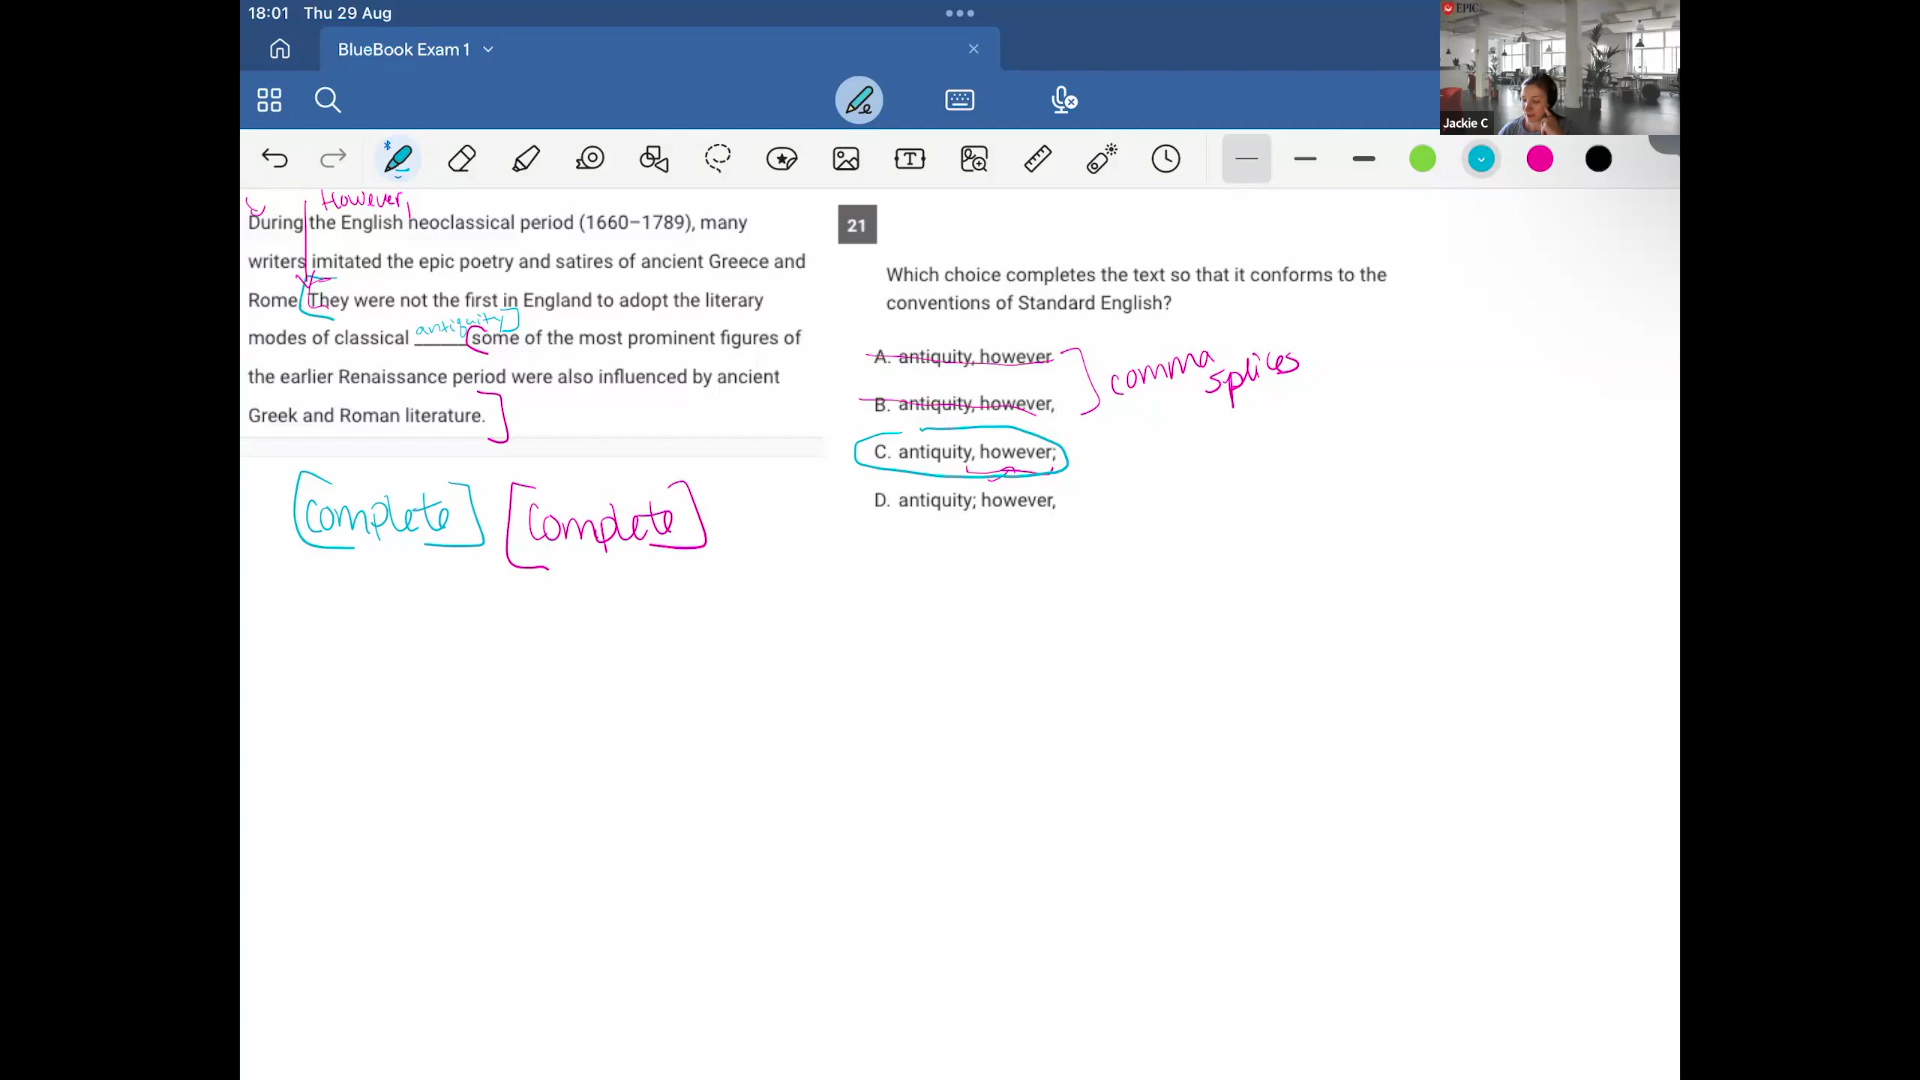 18:01 Thu 29 Aug
BlueBook Exam 1
EPIC
Jackie C
However,
During the English neoclassical period (1660–1789), many
writers imitated the epic poetry and satires of ancient Greece and
Rome. They were not the first in England to adopt the literary
antiquity
modes of classical ______ some of the most prominent figures of
the earlier Renaissance period were also influenced by ancient
Greek and Roman literature.
complete complete
21
Which choice completes the text so that it conforms to the
conventions of Standard English?
A. antiquity, however
B. antiquity, however,
comma splices
C. antiquity, however;
D. antiquity; however,